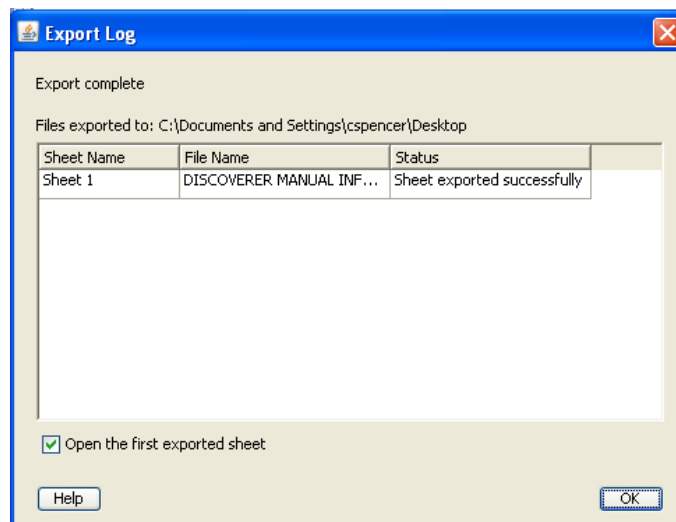 Export Log
Export complete
Files exported to: C:\Documents and Settings\cspencer\Desktop
Sheet Name File Name Status
Sheet 1 DISCOVERER MANUAL INF... Sheet exported successfully
Open the first exported sheet
Help OK